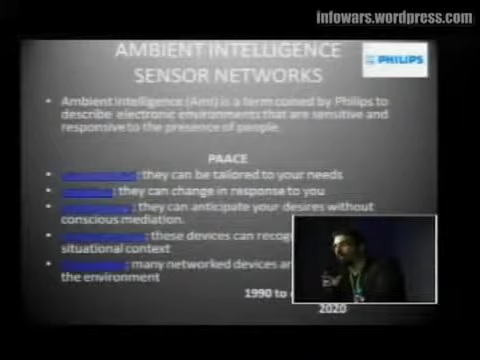 infowars.wordpress.com
AMBIENT INTELLIGENCE
SENSOR NETWORKS
PHILIPS
• Ambient Intelligence (AmI) is a term coined by Philips to
describe electronic environments that are sensitive and
responsive to the presence of people.
PAACE
: they can be tailored to your needs
: they can change in response to you
: they can anticipate your desires without
conscious mediation.
: these devices can recog
situational context
: many networked devices ar
the environment
1990 to
2020